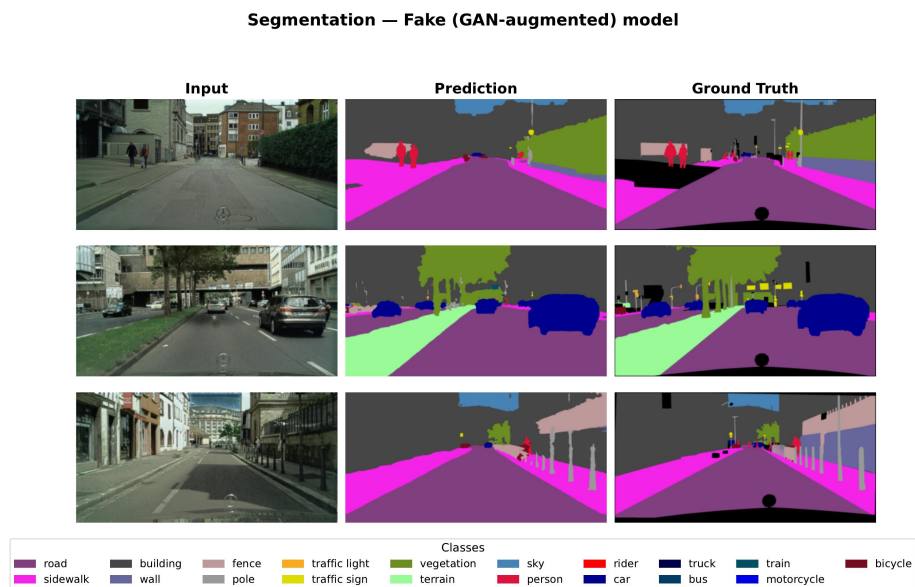 Segmentation — Fake (GAN-augmented) model
Input Prediction Ground Truth
Classes
road building fence traffic light vegetation sky rider truck train bicycle
sidewalk wall pole traffic sign terrain person car bus motorcycle